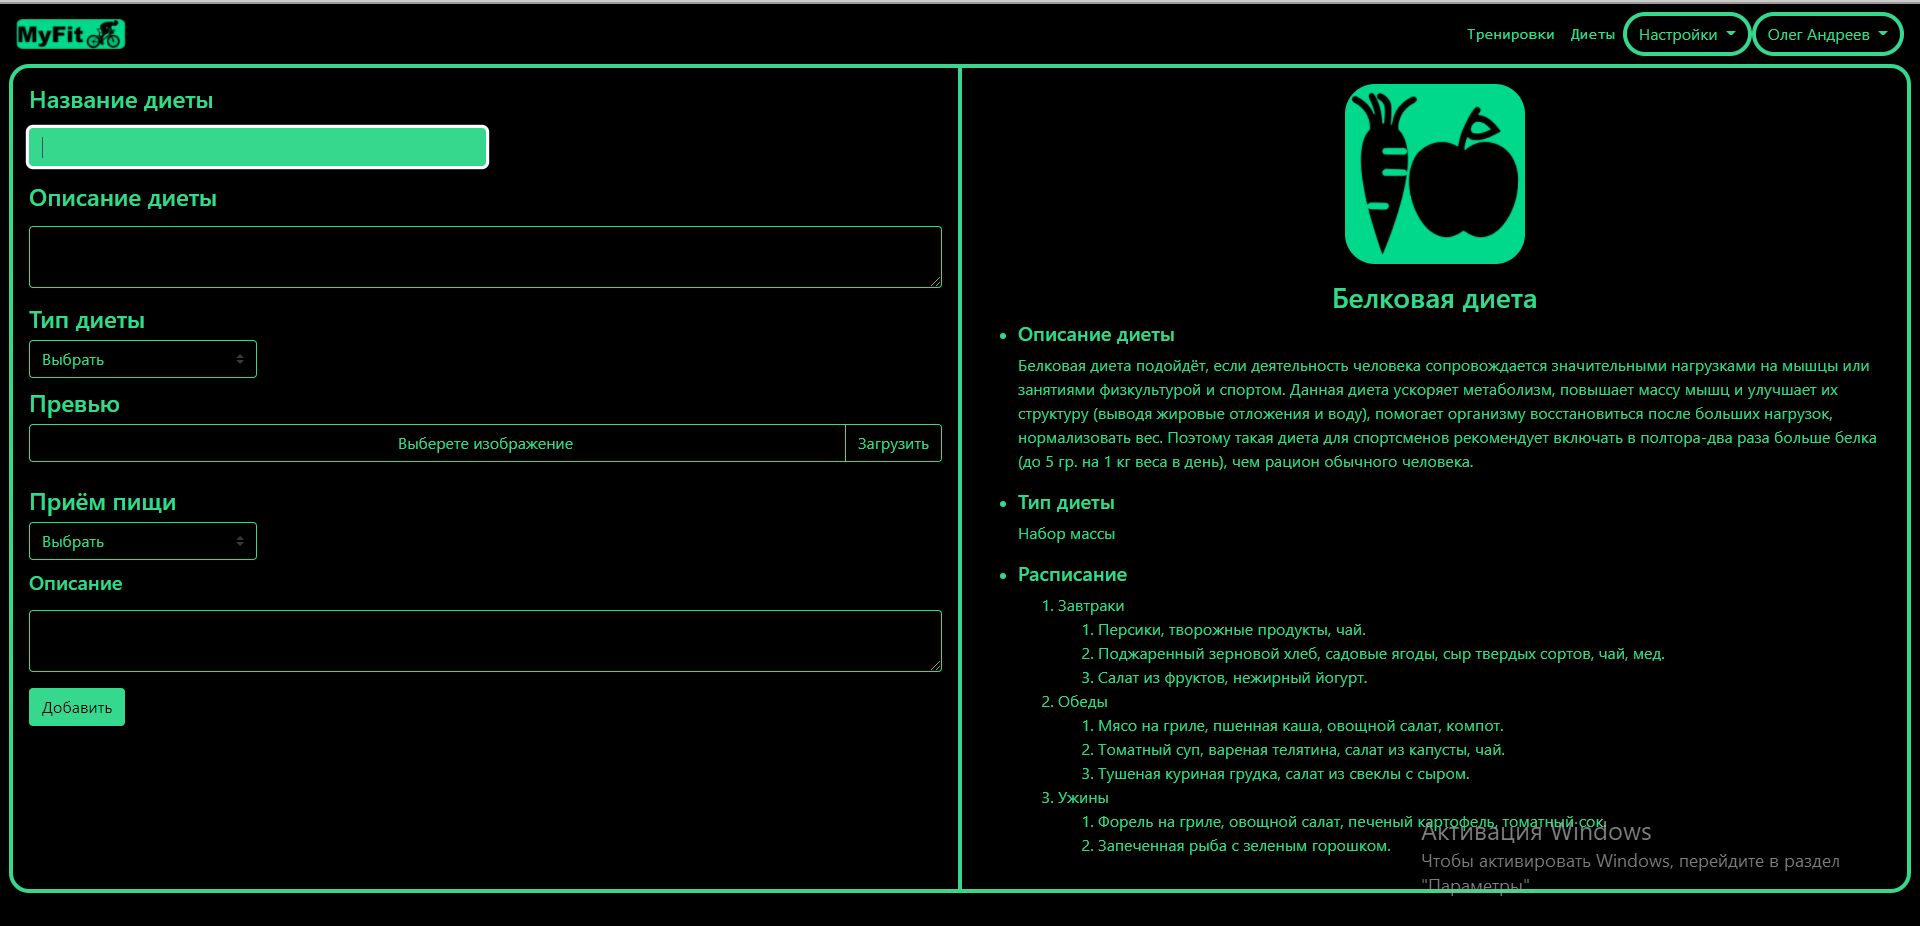 MyFit
Тренировки Диеты Настройки Олег Андреев
Название диеты
Описание диеты
Тип диеты
Выбрать
Превью
Выберете изображение Загрузить
Приём пищи
Выбрать
Описание
Добавить
Белковая диета
Описание диеты
Белковая диета подойдёт, если деятельность человека сопровождается значительными нагрузками на мышцы или
занятиями физкультурой и спортом. Данная диета ускоряет метаболизм, повышает массу мышц и улучшает их
структуру (выводя жировые отложения и воду), помогает организму восстановиться после больших нагрузок,
нормализовать вес. Поэтому такая диета для спортсменов рекомендует включать в полтора-два раза больше белка
(до 5 гр. на 1 кг веса в день), чем рацион обычного человека.
Тип диеты
Набор массы
Расписание
1. Завтраки
1. Персики, творожные продукты, чай.
2. Поджаренный зерновой хлеб, садовые ягоды, сыр твердых сортов, чай, мед.
3. Салат из фруктов, нежирный йогурт.
2. Обеды
1. Мясо на гриле, пшенная каша, овощной салат, компот.
2. Томатный суп, вареная телятина, салат из капусты, чай.
3. Тушеная куриная грудка, салат из свеклы с сыром.
3. Ужины
1. Форель на гриле, овощной салат, печеный картофель, томатный сок.
2. Запеченная рыба с зеленым горошком.
Активация Windows
Чтобы активировать Windows, перейдите в раздел
"Параметры"